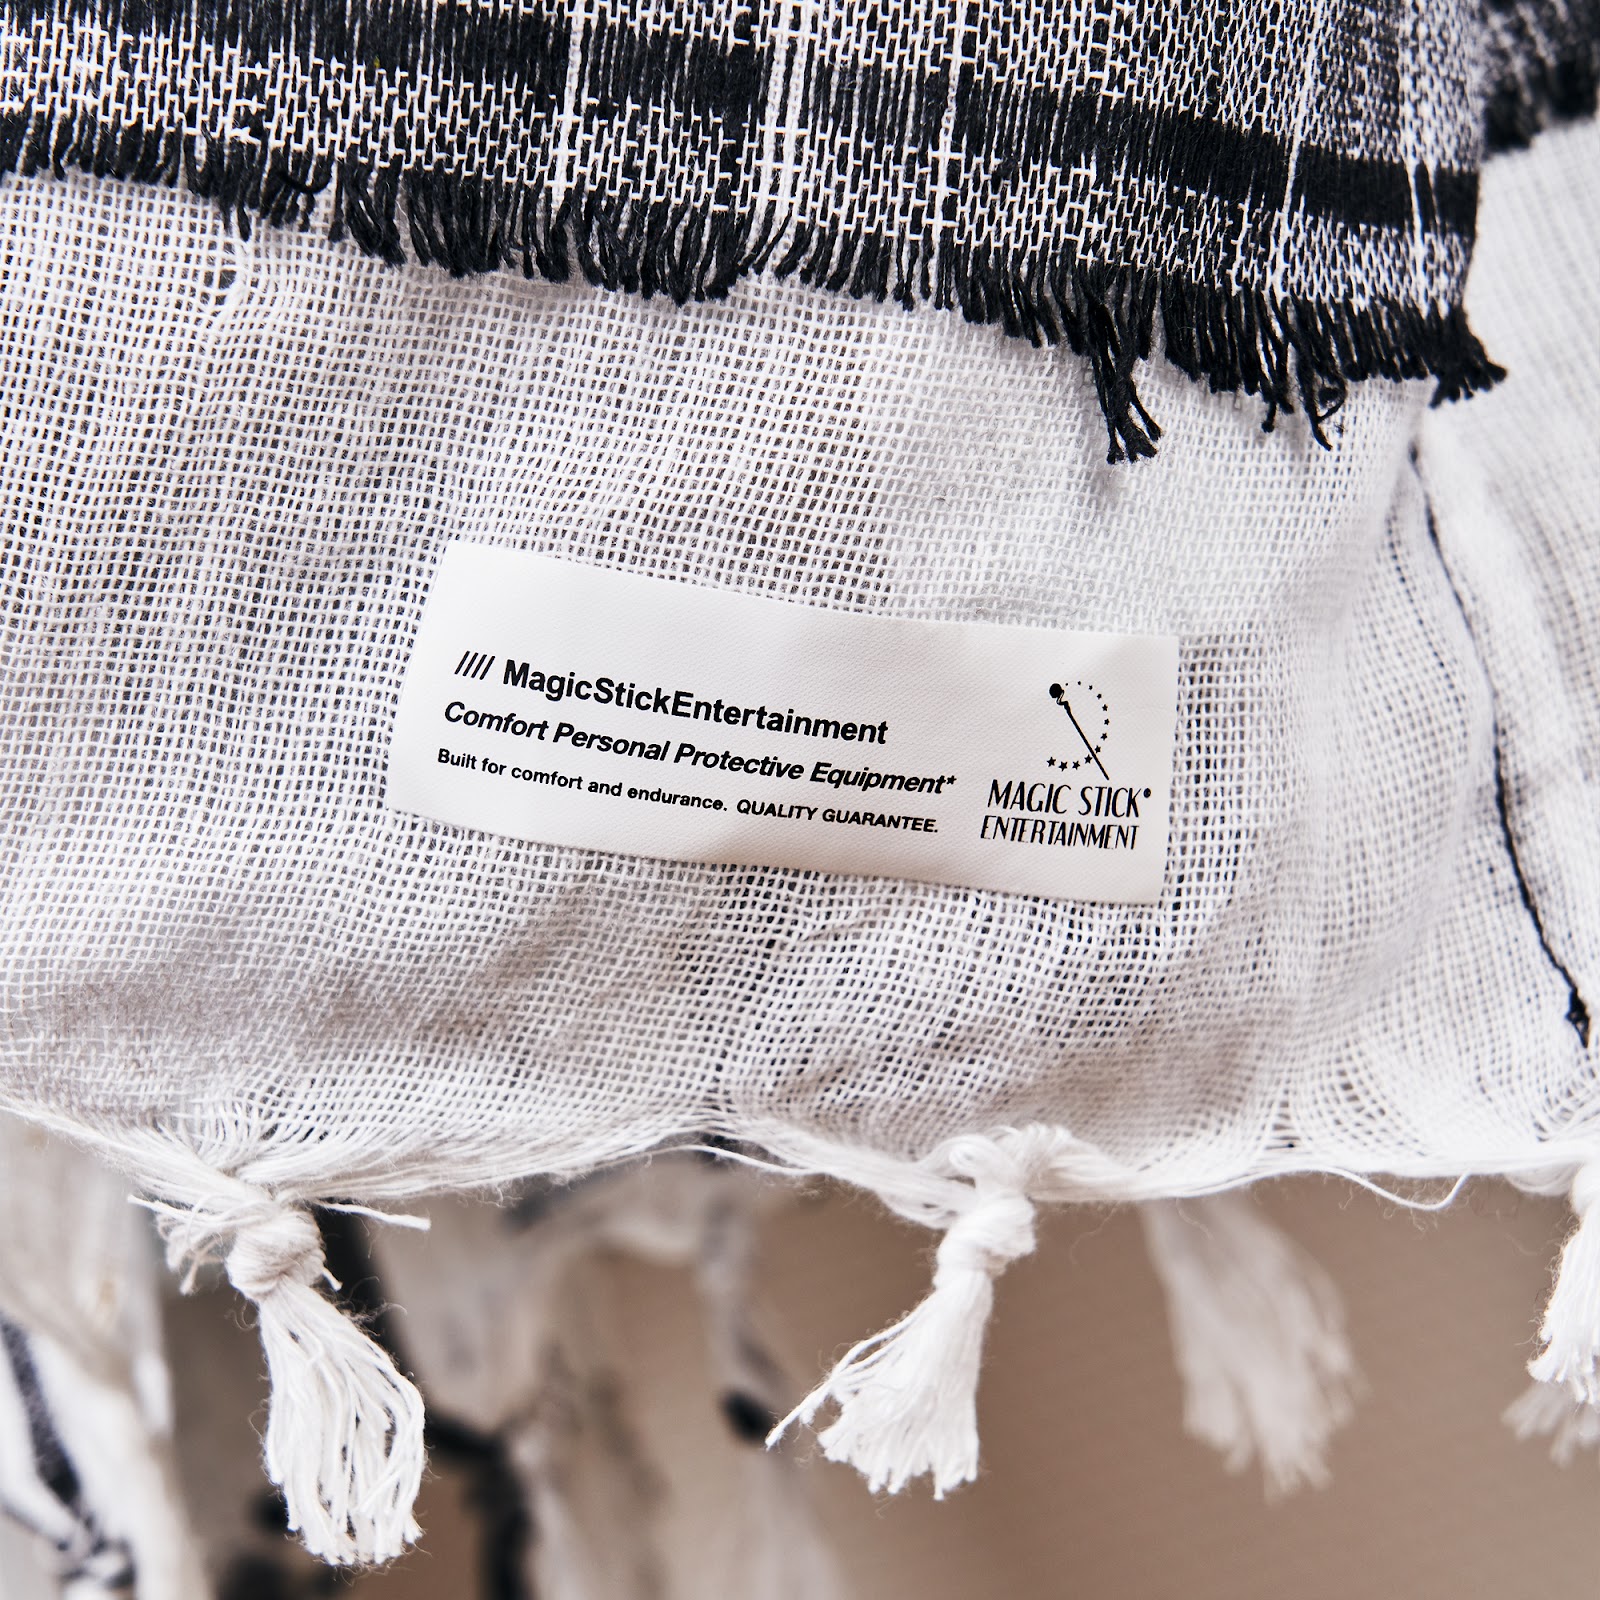 //// MagicStickEntertainment
Comfort Personal Protective Equipment*
Built for comfort and endurance. QUALITY GUARANTEE.
MAGIC STICK®
ENTERTAINMENT